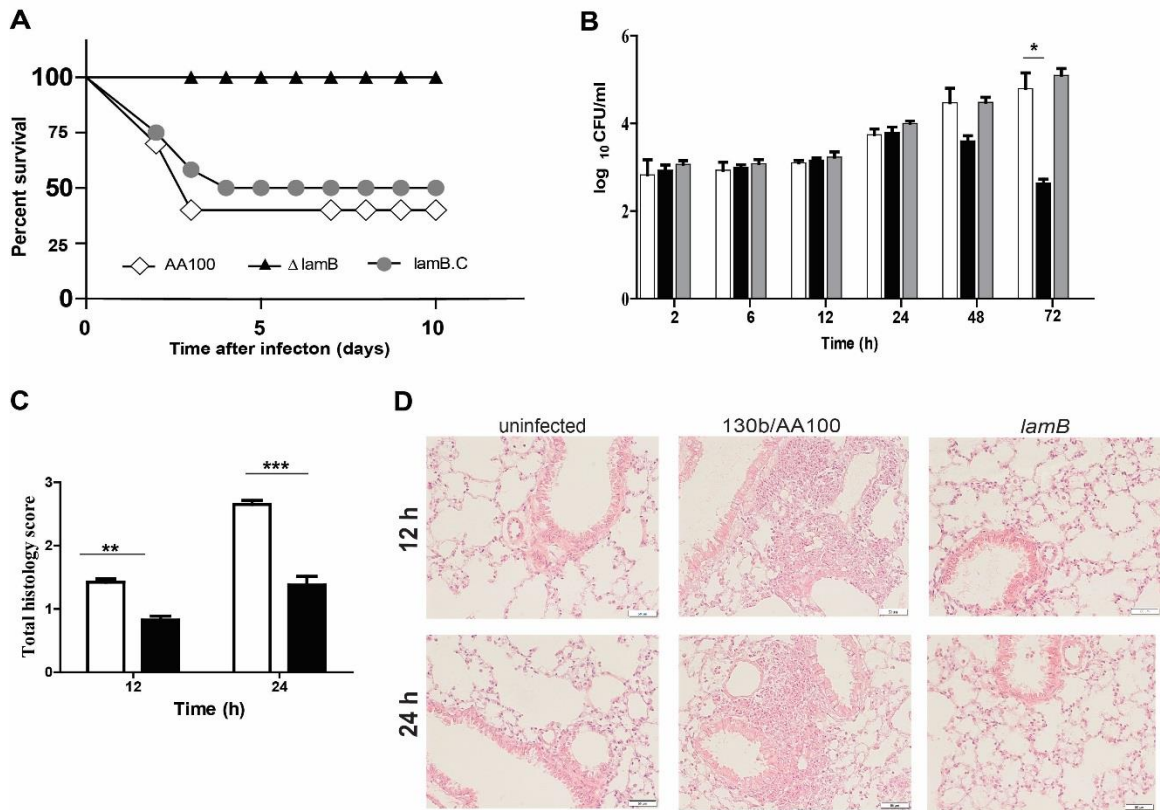 A
Percent survival
100
75
50
25
0
AA100
Δ lamB
lamB.C
0
5
10
Time after infecton (days)
B
log 10 CFU/ml
6
4
2
0
*
2
6
12
24
48
72
Time (h)
C
Total histology score
3
2
1
0
**
***
12
24
Time (h)
D
uninfected
130b/AA100
lamB
12 h
24 h